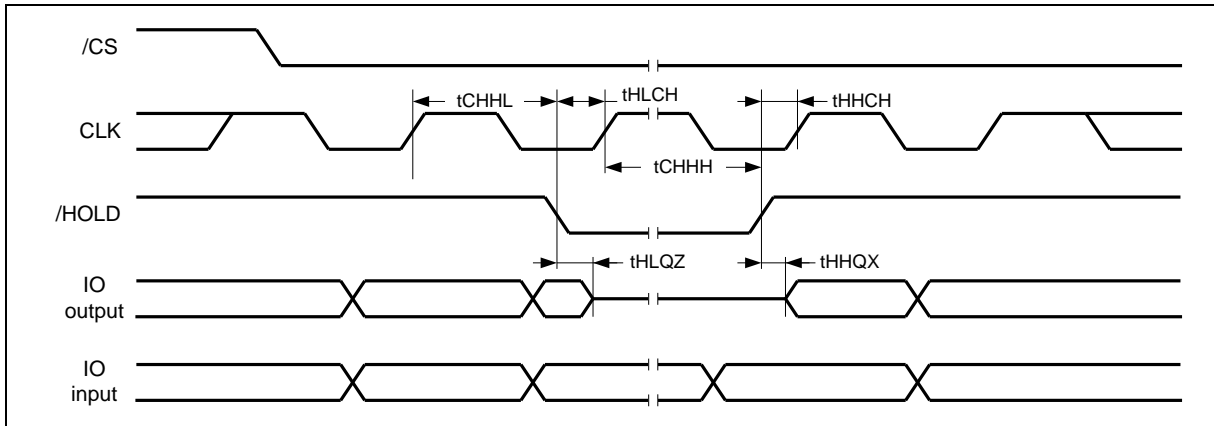 /CS
tCHHL
tHLCH
tHHCH
CLK
tCHHH
/HOLD
tHLQZ
tHHQX
IO
output
IO
input